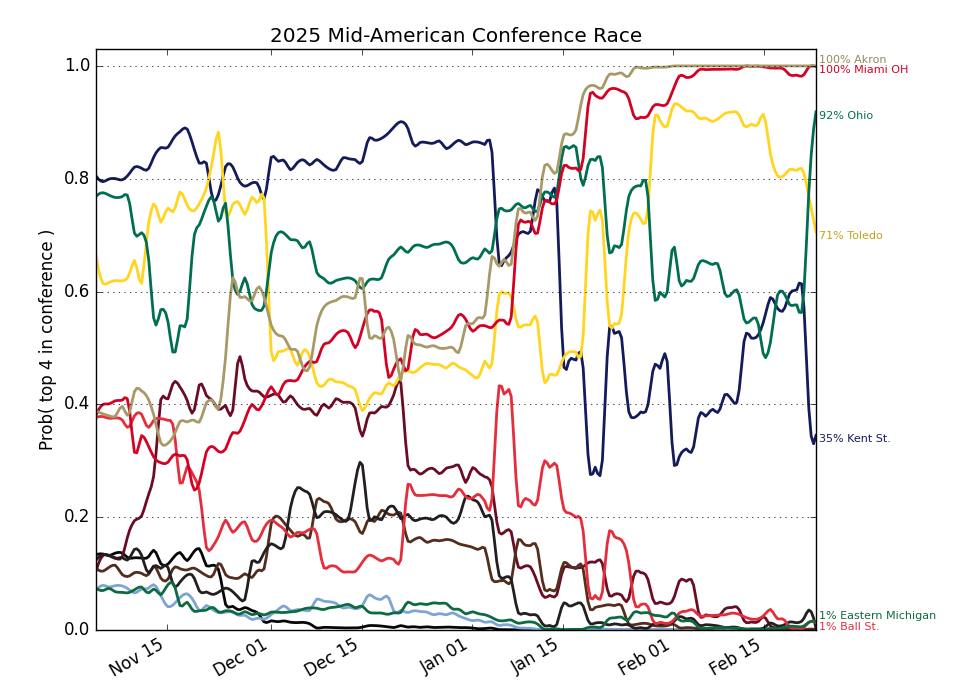 2025 Mid-American Conference Race
Prob( top 4 in conference )
1.0
0.8
0.6
0.4
0.2
0.0
Nov 15
Dec 01
Dec 15
Jan 01
Jan 15
Feb 01
Feb 15
100% Akron
100% Miami OH
92% Ohio
71% Toledo
35% Kent St.
1% Eastern Michigan
1% Ball St.